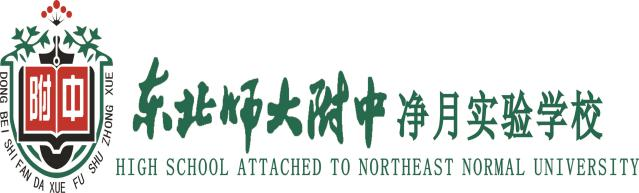 附中
DONG BEI SHI FAN DA XUE FU SHU ZHONG XUE
东北师大附中 净月实验学校
HIGH SCHOOL ATTACHED TO NORTHEAST NORMAL UNIVERSITY